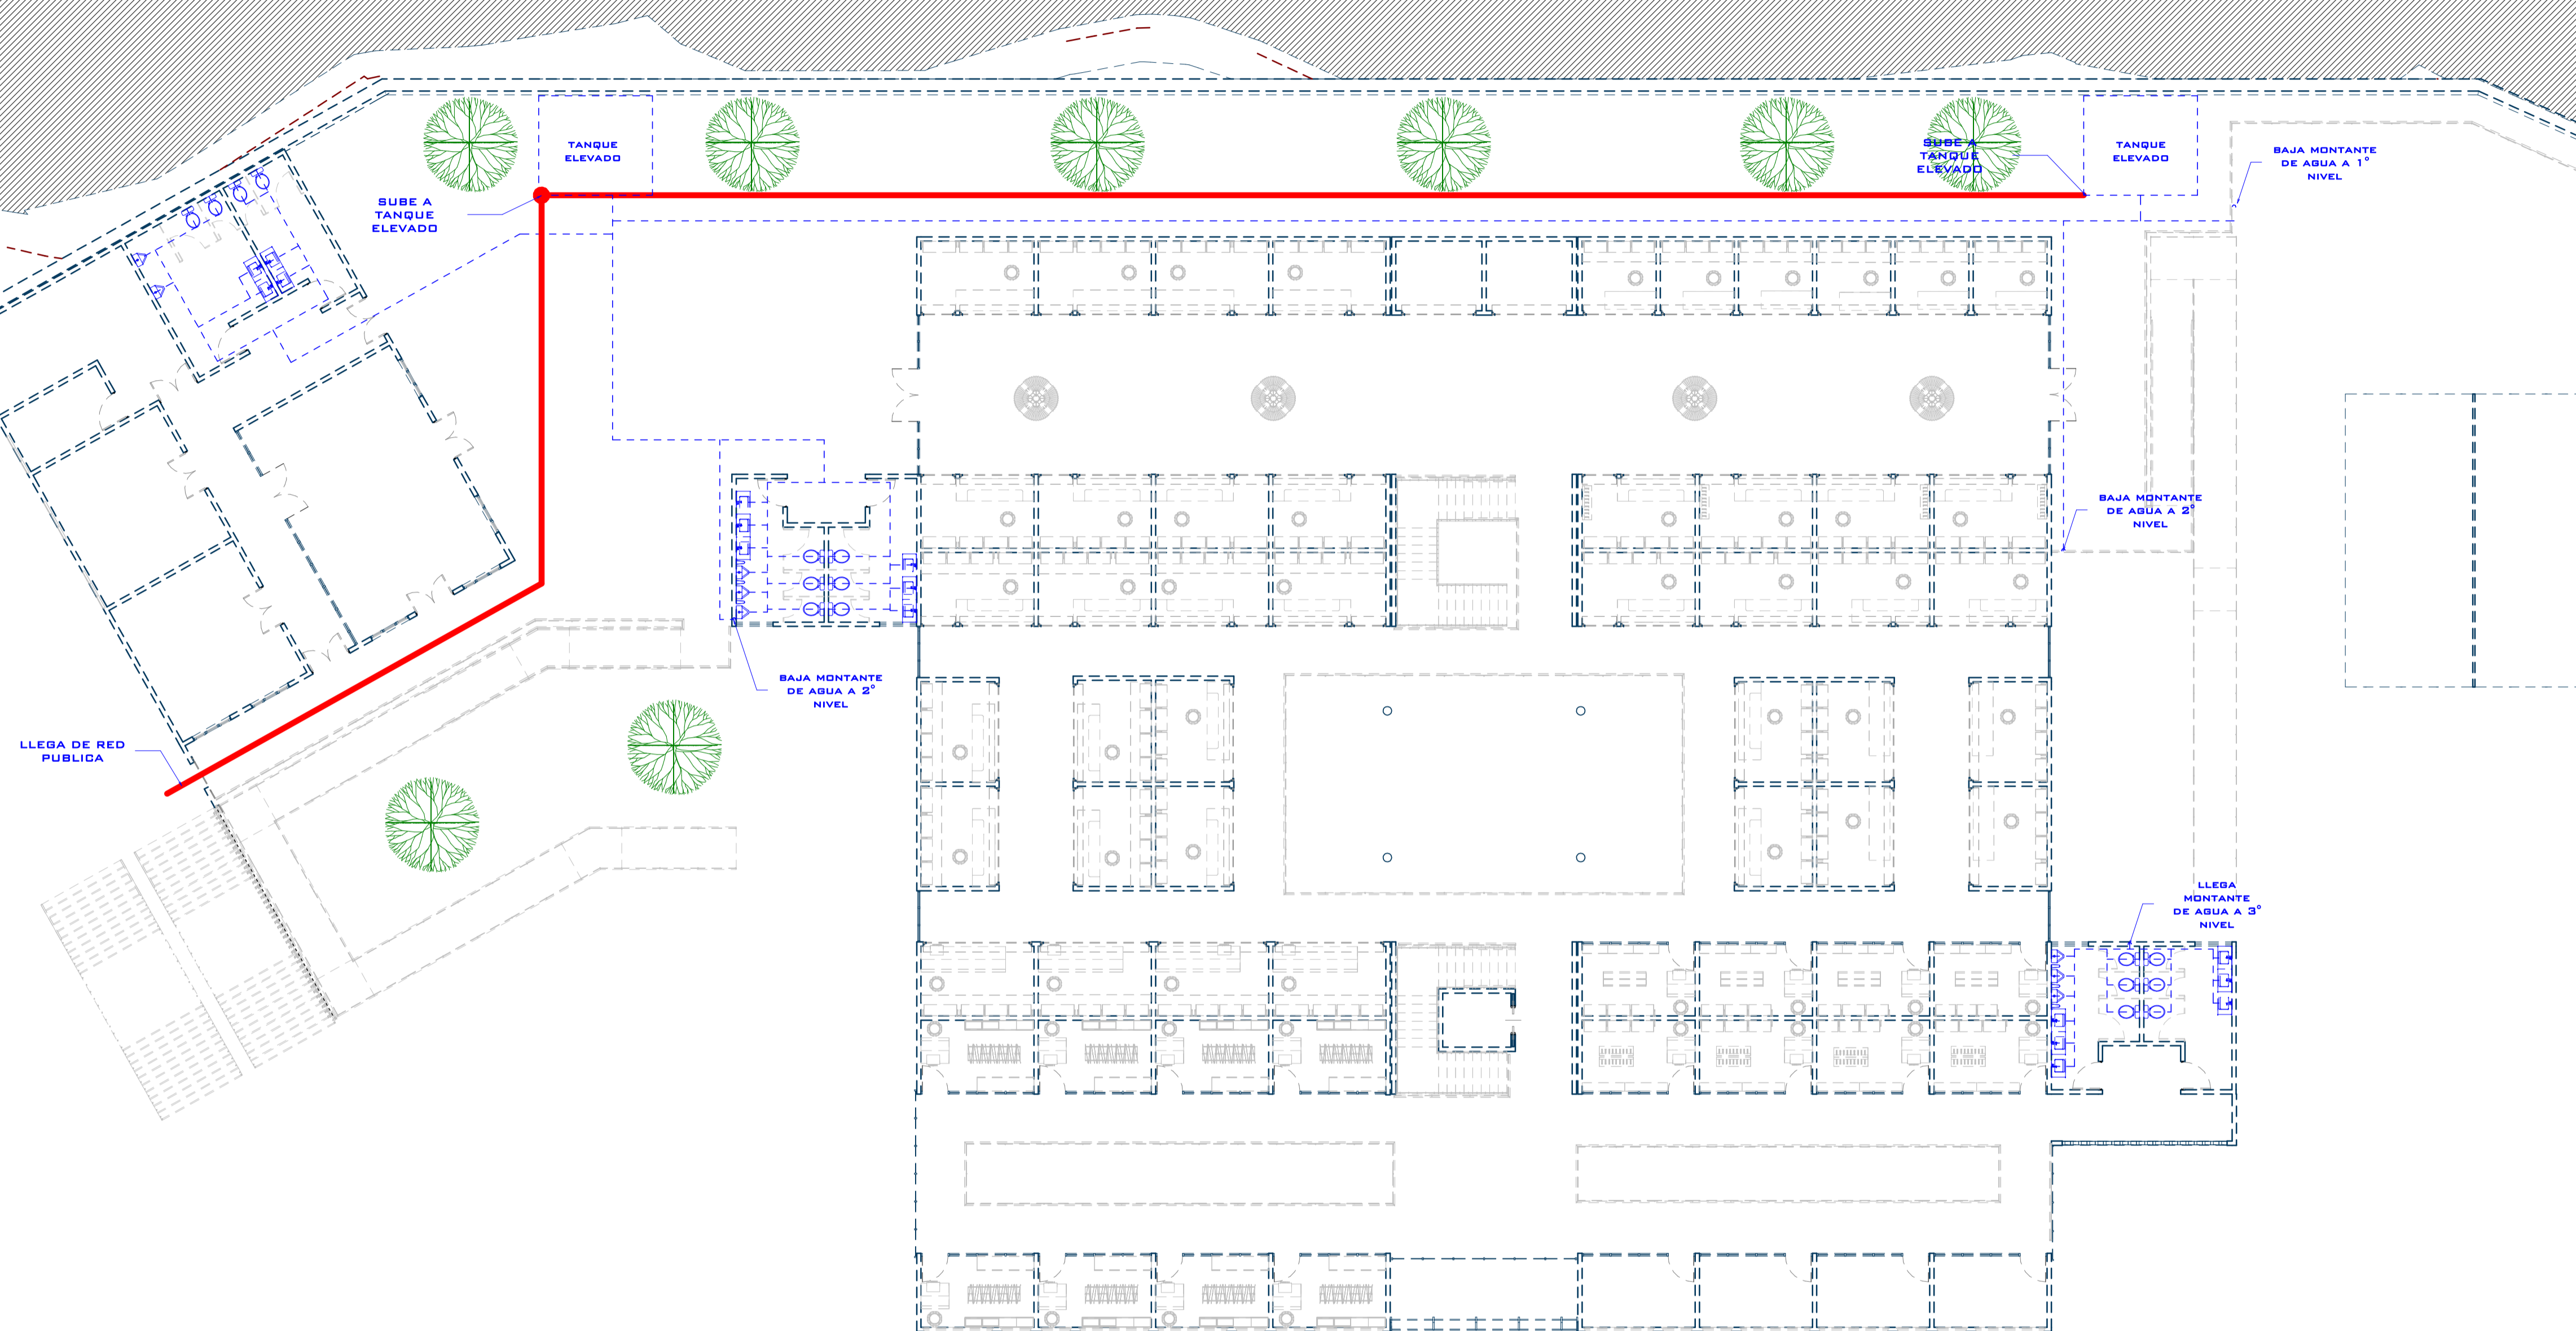 TANQUE
ELEVADO
SUBE A
TANQUE
ELEVADO
TANQUE
ELEVADO
BAJA MONTANTE
DE AGUA A 1°
NIVEL
SUBE A
TANQUE
ELEVADO
BAJA MONTANTE
DE AGUA A 2°
NIVEL
BAJA MONTANTE
DE AGUA A 2°
NIVEL
LLEGA DE RED
PUBLICA
LLEGA
MONTANTE
DE AGUA A 3°
NIVEL